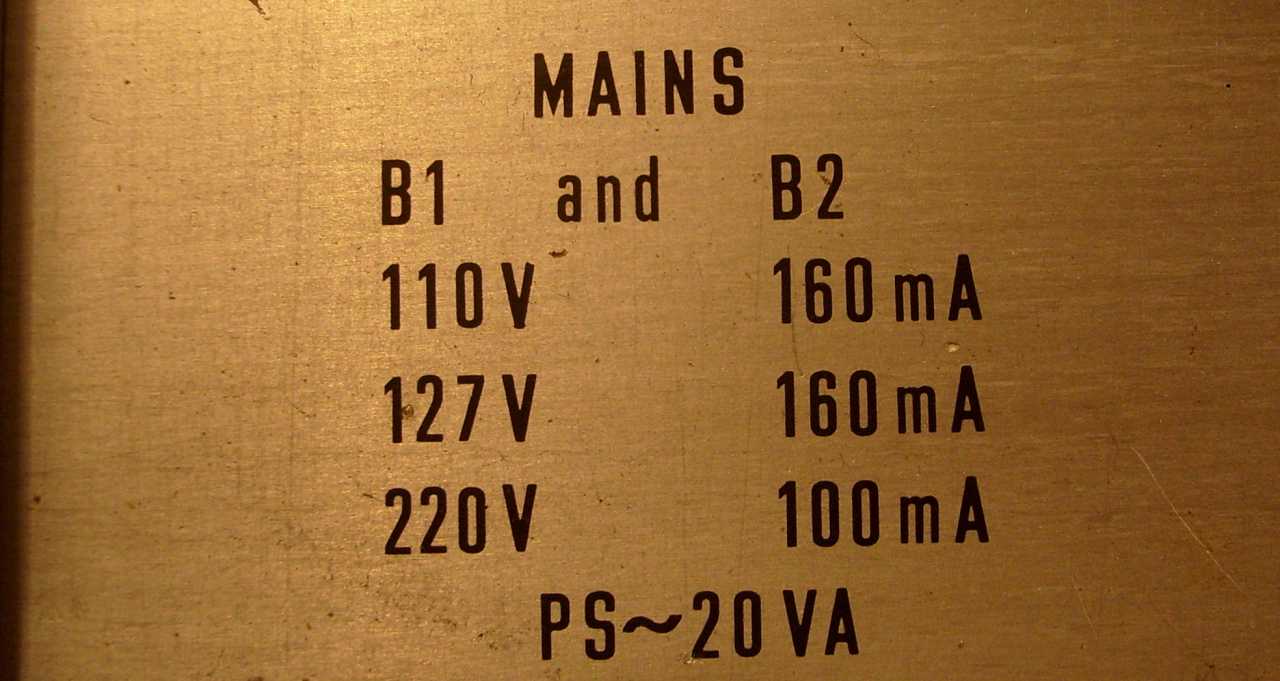 MAINS
B1 and B2
110V 160mA
127V 160mA
220V 100mA
PS~20VA